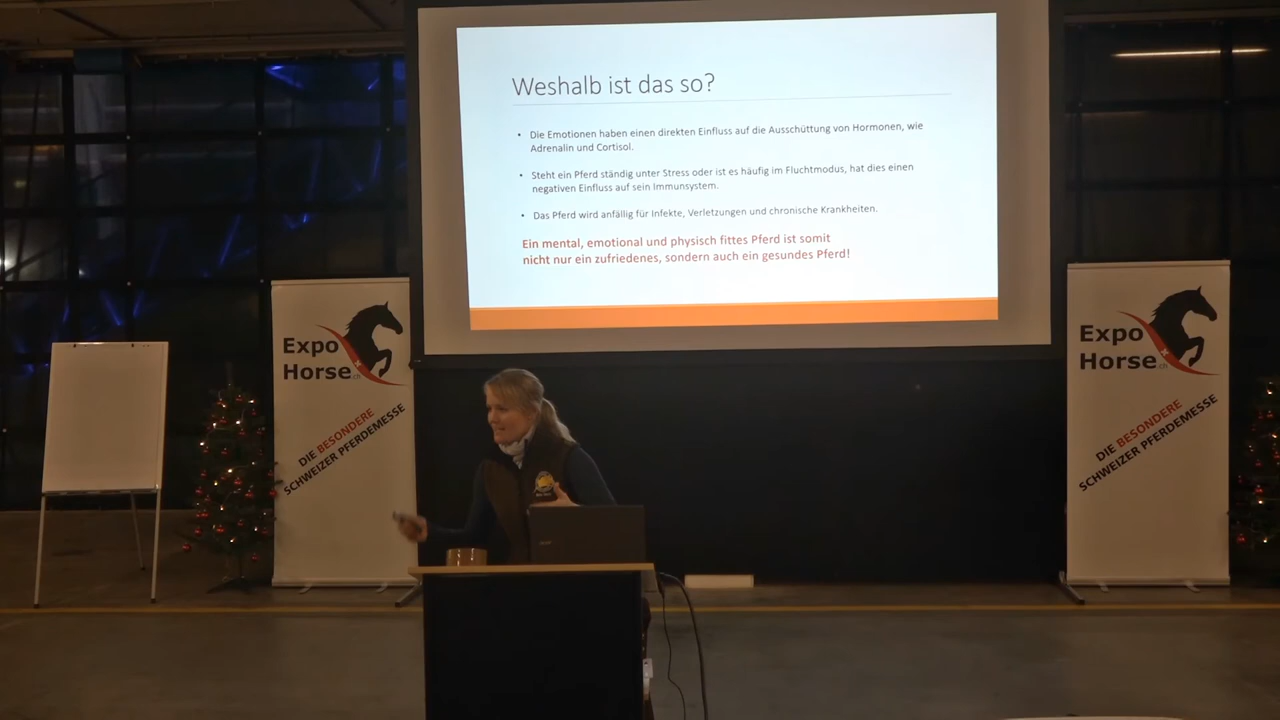 Weshalb ist das so?
• Die Emotionen haben einen direkten Einfluss auf die Ausschüttung von Hormonen, wie
Adrenalin und Cortisol.
• Steht ein Pferd ständig unter Stress oder ist es häufig im Fluchtmodus, hat dies einen
negativen Einfluss auf sein Immunsystem.
• Das Pferd wird anfällig für Infekte, Verletzungen und chronische Krankheiten.
Ein mental, emotional und physisch fittes Pferd ist somit
nicht nur ein zufriedenes, sondern auch ein gesundes Pferd!
Expo
Horse.ch
DIE BESONDERE
SCHWEIZER PFERDEMESSE
Expo
Horse.ch
DIE BESONDERE
SCHWEIZER PFERDEMESSE